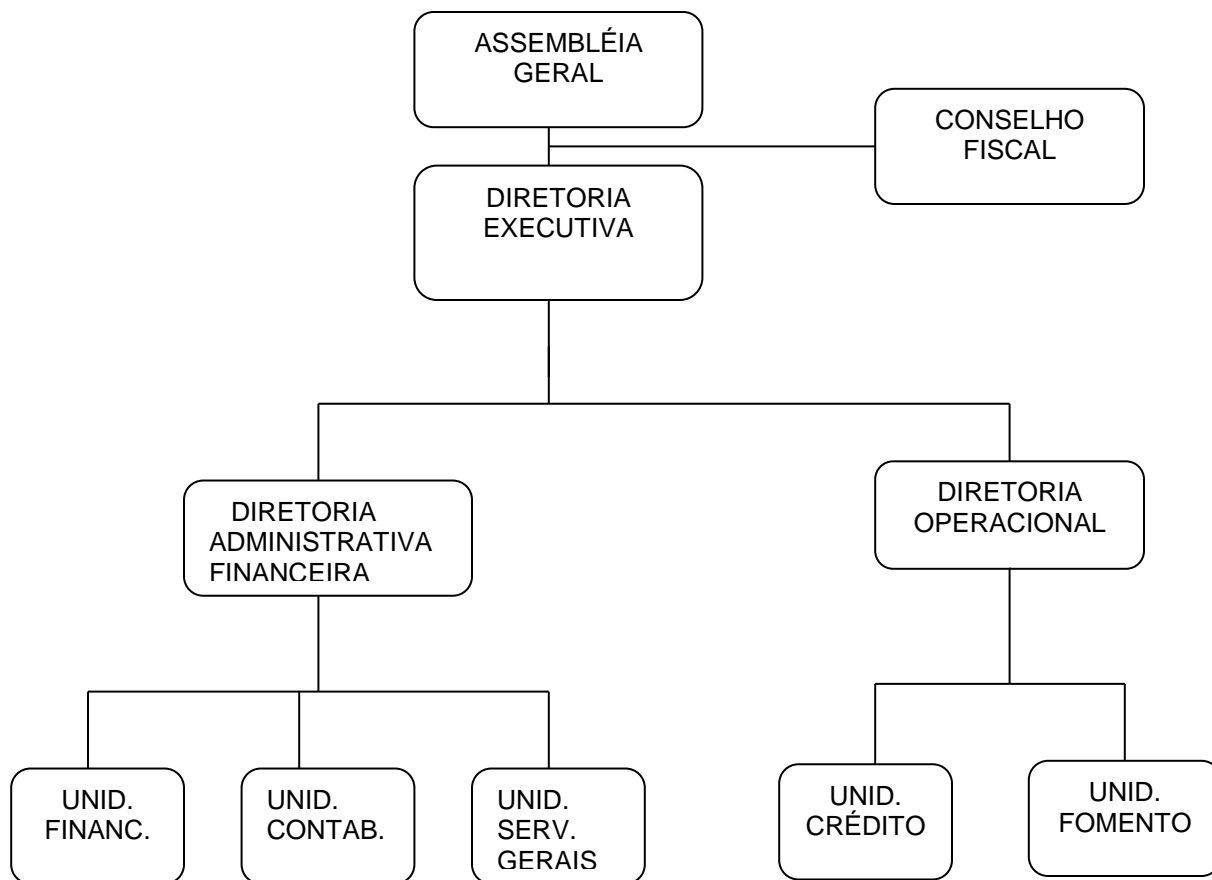 ASSEMBLÉIA
GERAL
CONSELHO
FISCAL
DIRETORIA
EXECUTIVA
DIRETORIA
ADMINISTRATIVA
FINANCEIRA
DIRETORIA
OPERACIONAL
UNID.
FINANC.
UNID.
CONTAB.
UNID.
SERV.
GERAIS
UNID.
CRÉDITO
UNID.
FOMENTO